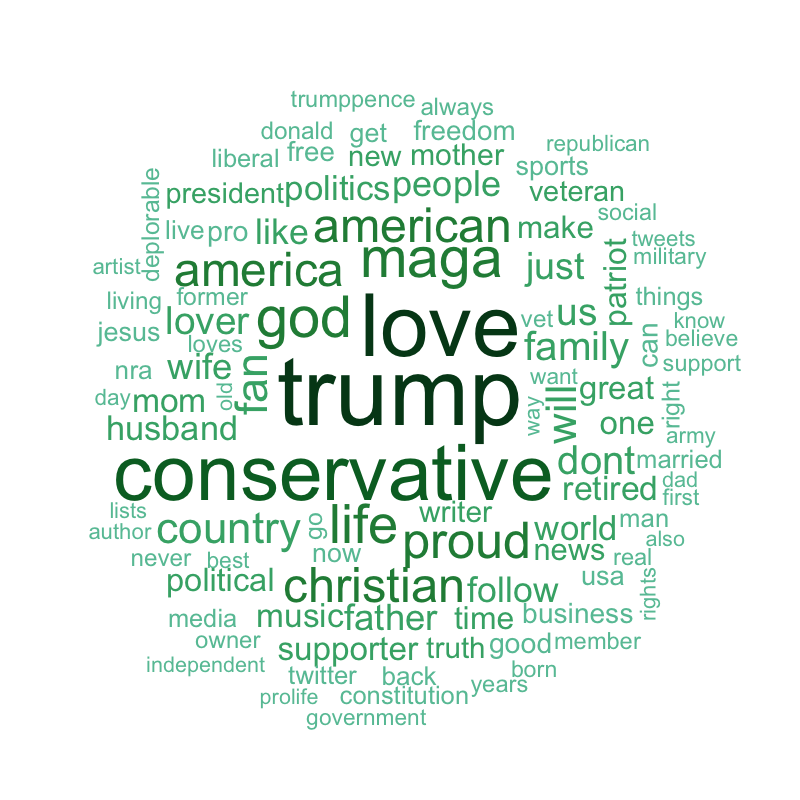 trumppence always
donald get freedom
liberal free new mother republican
deplorable president politics people sports veteran
live pro like american make social
tweets
artist america maga just patriot military
living former things
jesus lover god love vet us can know
loves family believe
nra wife fan trump want support
day mom old way will great right
husband one army
conservative dont married
retired dad
lists first
author country go life writer world man
never best now proud news real also
political christian follow usa rights
media music father time business
owner supporter truth good member
independent twitter back born
prolife constitution years
government